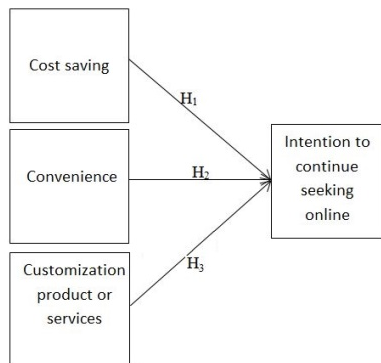 Cost saving
H₁
Convenience
H₂
Intention to
continue
seeking
online
Customization
product or
services
H₃